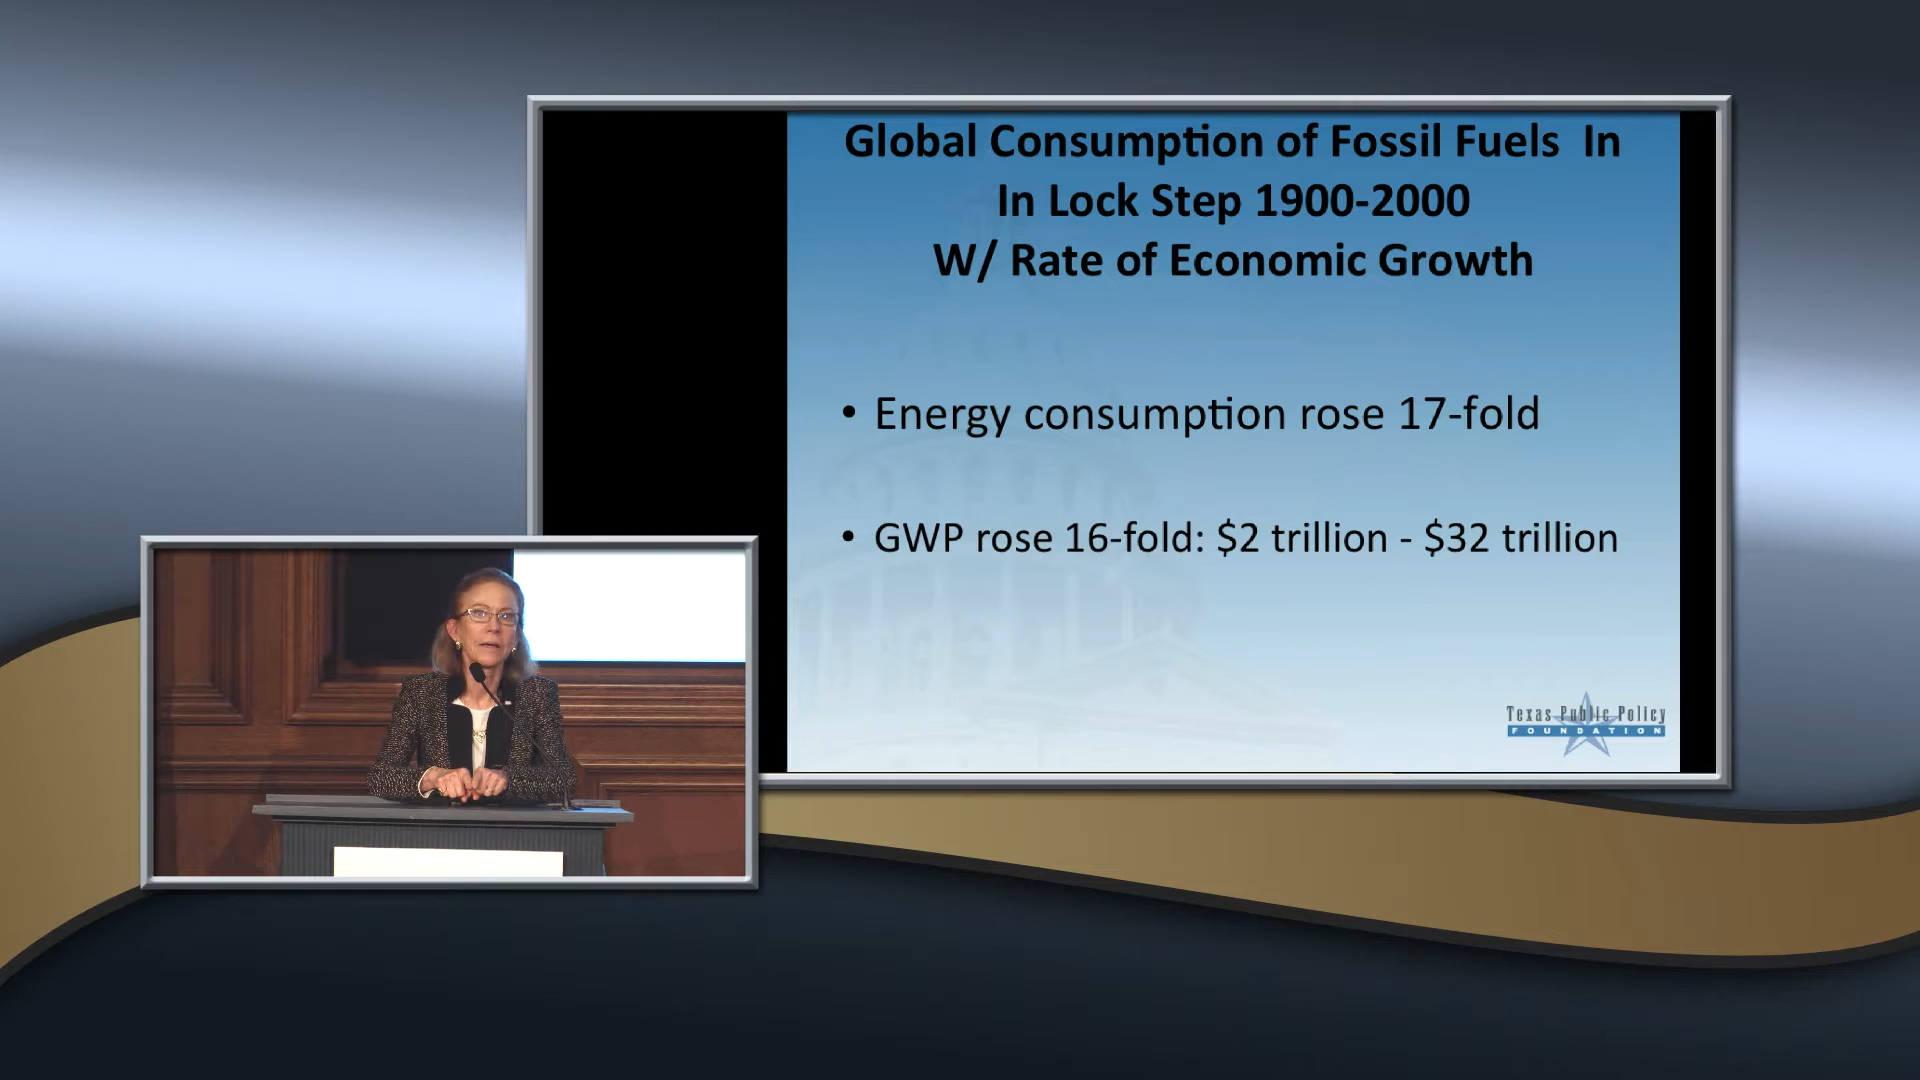 Global Consumption of Fossil Fuels  In
In Lock Step 1900-2000
W/ Rate of Economic Growth
• Energy consumption rose 17-fold
• GWP rose 16-fold: $2 trillion - $32 trillion
Texas Public Policy
FOUNDATION